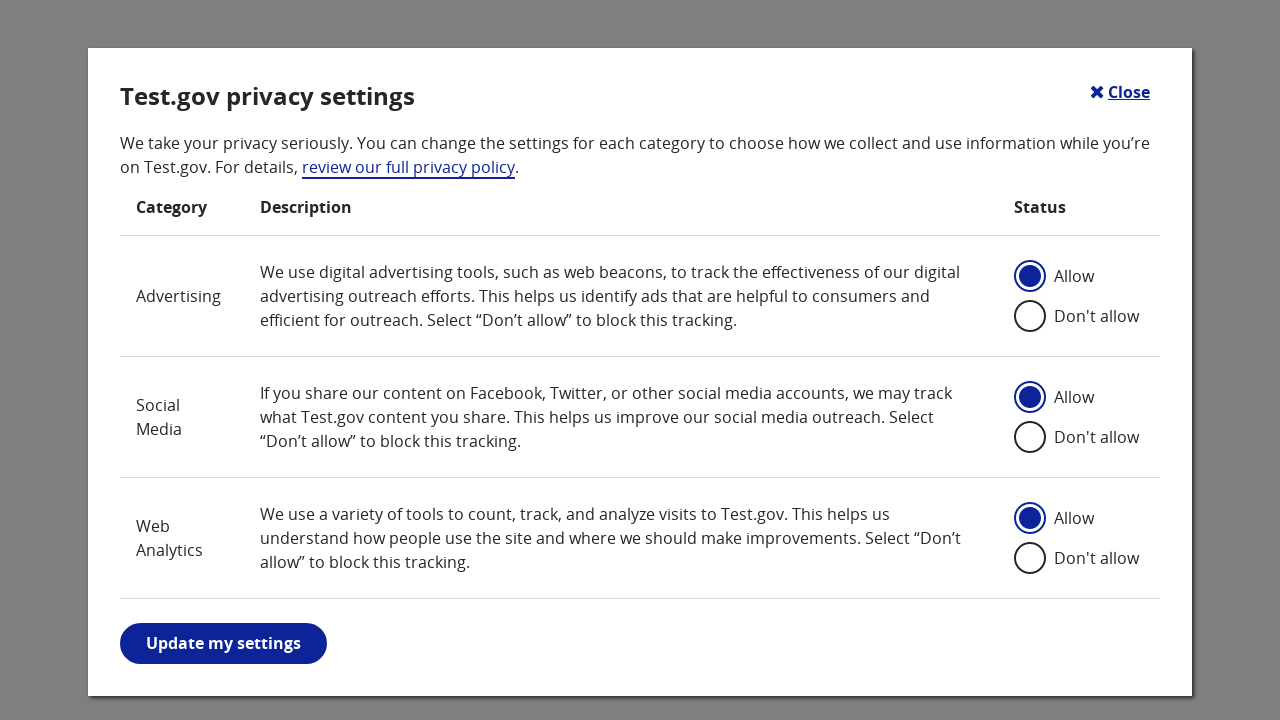 Test.gov privacy settings
Close
We take your privacy seriously. You can change the settings for each category to choose how we collect and use information while you’re
on Test.gov. For details, review our full privacy policy.
Category Description Status
Advertising
We use digital advertising tools, such as web beacons, to track the effectiveness of our digital
advertising outreach efforts. This helps us identify ads that are helpful to consumers and
efficient for outreach. Select “Don’t allow” to block this tracking.
Allow
Don't allow
Social
Media
If you share our content on Facebook, Twitter, or other social media accounts, we may track
what Test.gov content you share. This helps us improve our social media outreach. Select
“Don’t allow” to block this tracking.
Allow
Don't allow
Web
Analytics
We use a variety of tools to count, track, and analyze visits to Test.gov. This helps us
understand how people use the site and where we should make improvements. Select “Don’t
allow” to block this tracking.
Allow
Don't allow
Update my settings